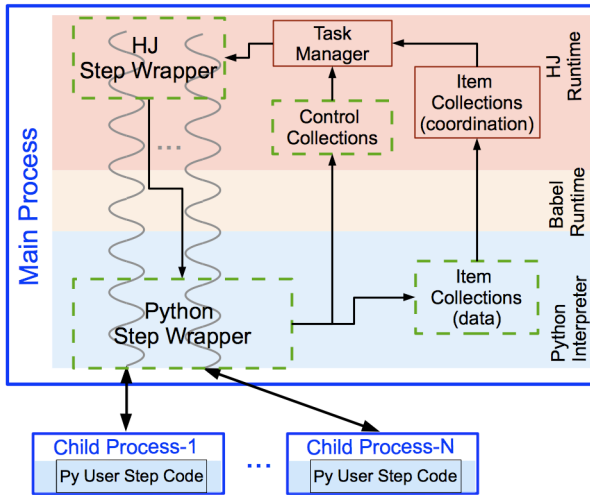 Main Process
HJ
Step Wrapper
Task
Manager
HJ
Runtime
Control
Collections
Item
Collections
(coordination)
...
Babel
Runtime
Python
Step Wrapper
Item
Collections
(data)
Python
Interpreter
Child Process-1
Py User Step Code
...
Child Process-N
Py User Step Code